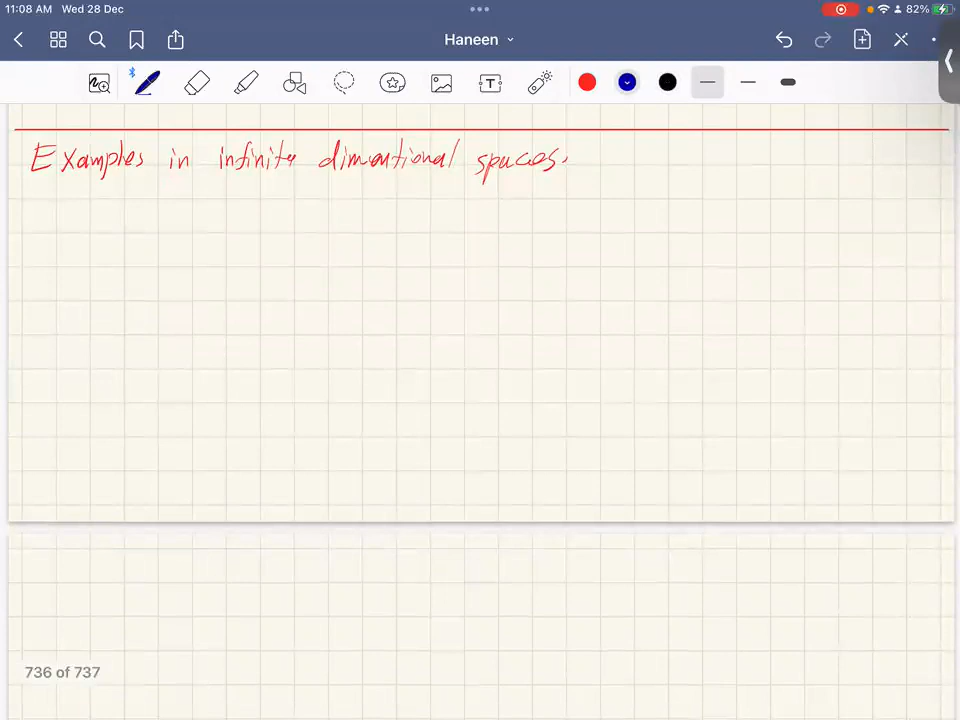 11:08 AM Wed 28 Dec
82%
Haneen
T
Examples in infinite dimentional spaces.
736 of 737